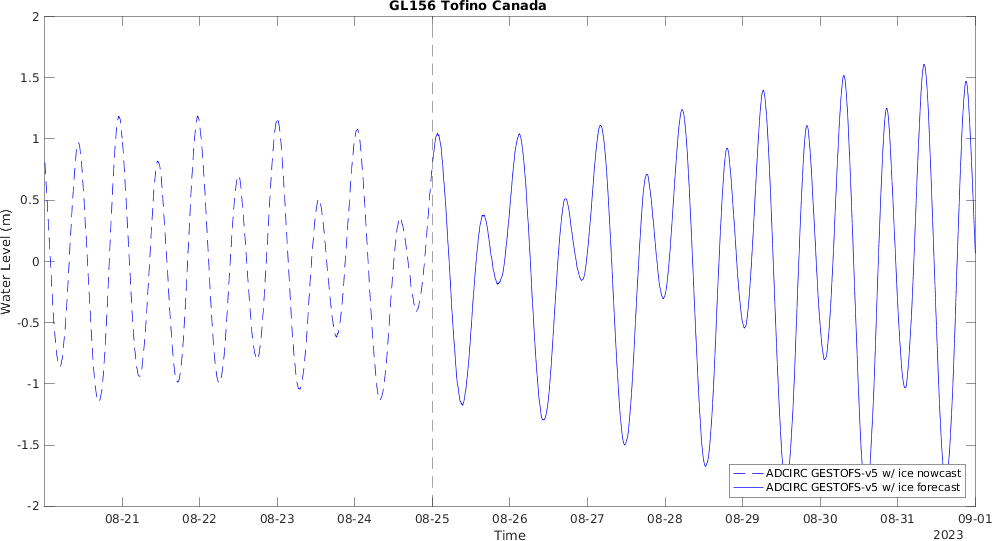 GL156 Tofino Canada
2
1.5
1
0.5
0
-0.5
-1
-1.5
-2
Water Level (m)
ADCIRC GESTOFS-v5 w/ ice nowcast
ADCIRC GESTOFS-v5 w/ ice forecast
08-21 08-22 08-23 08-24 08-25 08-26 08-27 08-28 08-29 08-30 08-31 09-01
Time
2023